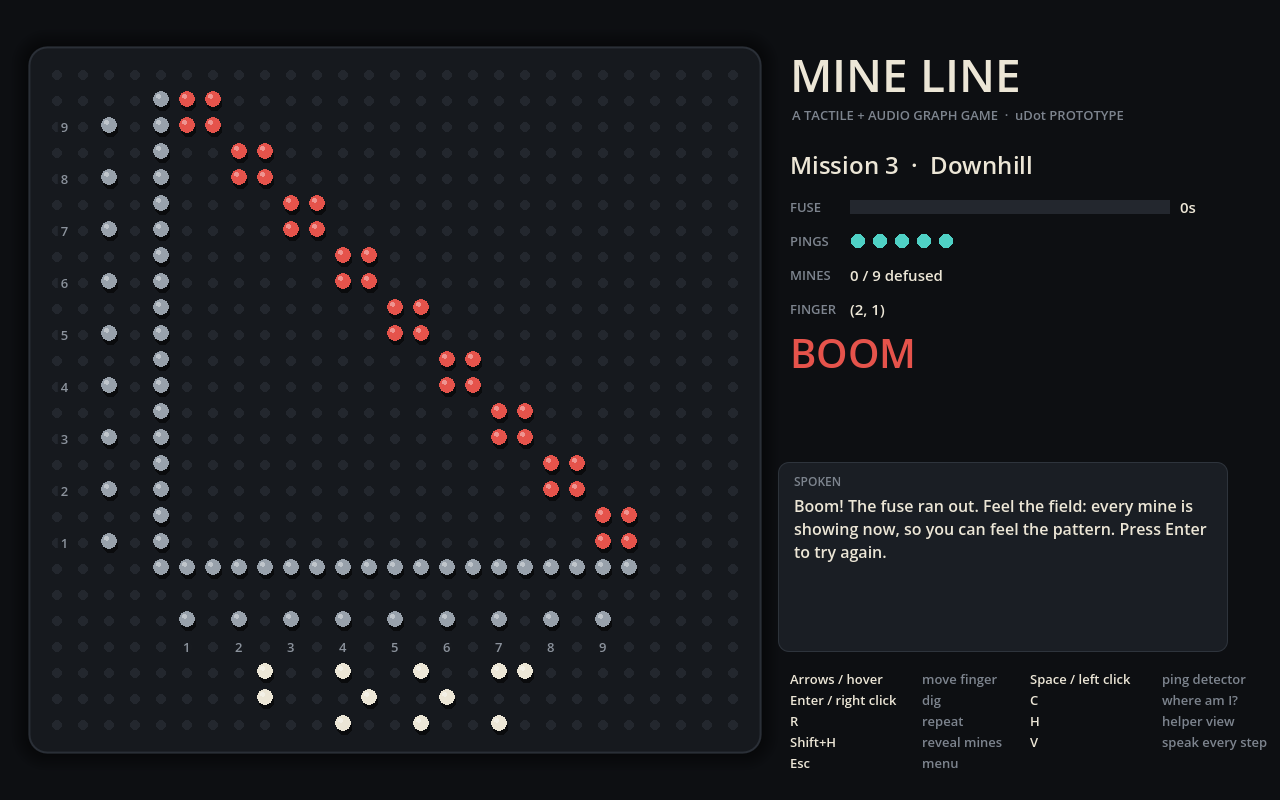 MINE LINE
A TACTILE + AUDIO GRAPH GAME · uDot PROTOTYPE
Mission 3 · Downhill
FUSE 0s
PINGS
MINES 0 / 9 defused
FINGER (2, 1)
BOOM
SPOKEN
Boom! The fuse ran out. Feel the field: every mine is
showing now, so you can feel the pattern. Press Enter
to try again.
Arrows / hover move finger Space / left click ping detector
Enter / right click dig C where am I?
R repeat H helper view
Shift+H reveal mines V speak every step
Esc menu
9
8
7
6
5
4
3
2
1
1 2 3 4 5 6 7 8 9